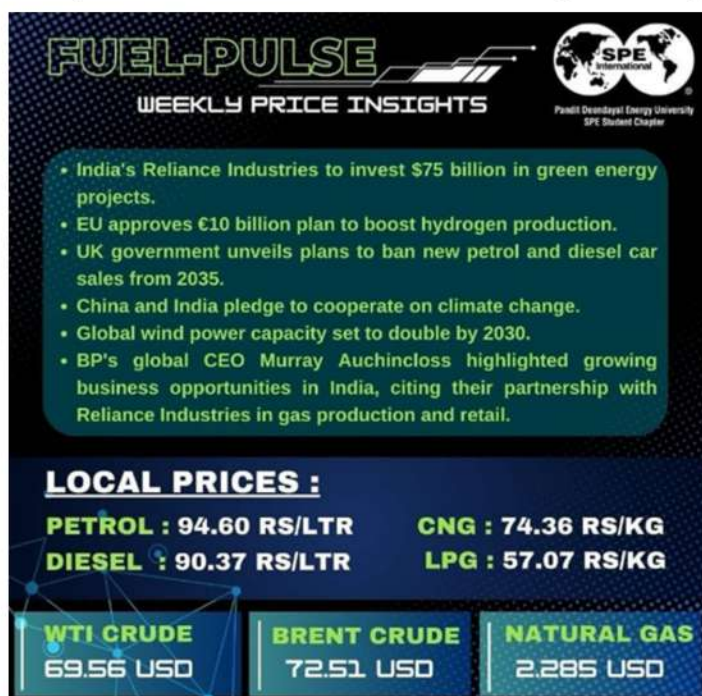 FUEL-PULSE
WEEKLY PRICE INSIGHTS
SPE
International
®
Pandit Deendayal Energy University
SPE Student Chapter
• India's Reliance Industries to invest $75 billion in green energy
projects.
• EU approves €10 billion plan to boost hydrogen production.
• UK government unveils plans to ban new petrol and diesel car
sales from 2035.
• China and India pledge to cooperate on climate change.
• Global wind power capacity set to double by 2030.
• BP's global CEO Murray Auchincloss highlighted growing
business opportunities in India, citing their partnership with
Reliance Industries in gas production and retail.
LOCAL PRICES :
PETROL : 94.60 RS/LTR
DIESEL : 90.37 RS/LTR
CNG : 74.36 RS/KG
LPG : 57.07 RS/KG
WTI CRUDE
69.56 USD
BRENT CRUDE
72.51 USD
NATURAL GAS
2.285 USD